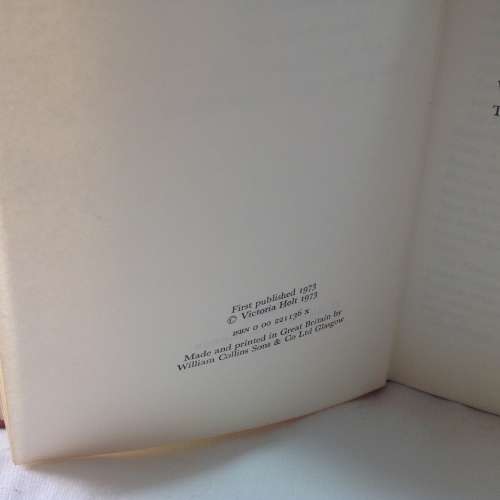 First published 1973
© Victoria Holt 1973
ISBN 0 00 221136 X
Made and printed in Great Britain by
William Collins Sons & Co Ltd Glasgow
T